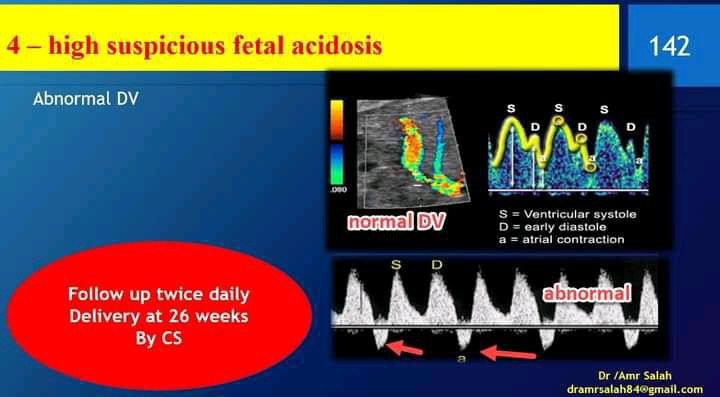 4 – high suspicious fetal acidosis
142
Abnormal DV
S
D
a
S
D
a
S
D
a
.080
normal DV
S = Ventricular systole
D = early diastole
a = atrial contraction
Follow up twice daily
Delivery at 26 weeks
By CS
S D
abnormal
a
Dr /Amr Salah
dramrsalah84@gmail.com